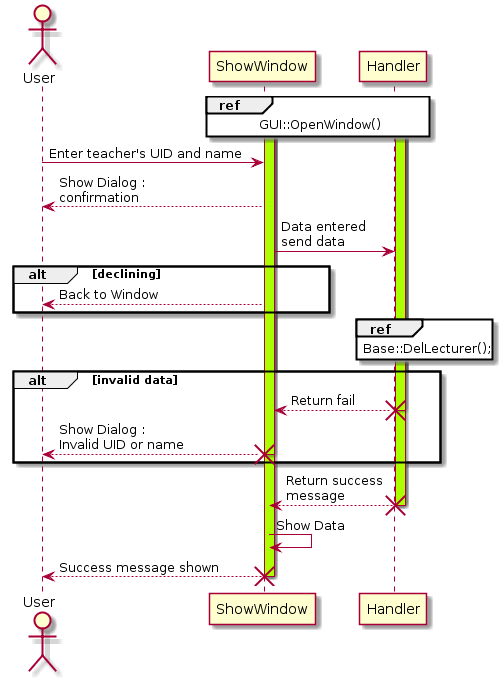 User
ShowWindow
Handler
ref
GUI::OpenWindow()
Enter teacher's UID and name
Show Dialog :
confirmation
Data entered
send data
alt [declining]
Back to Window
ref
Base::DelLecturer();
alt [invalid data]
Return fail
Show Dialog :
Invalid UID or name
Return success
message
Show Data
Success message shown
User
ShowWindow
Handler